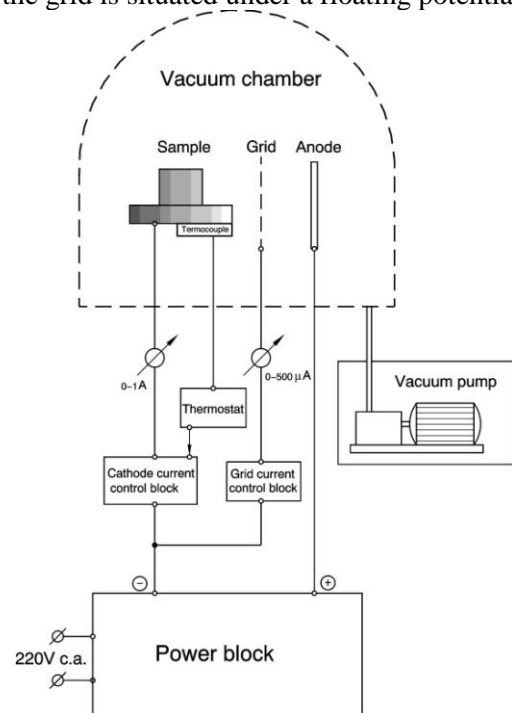 the grid is situated under a floating potentia
Vacuum chamber
Sample
Grid
Anode
Termocouple
0–1A
0–500 μA
Vacuum pump
Thermostat
Cathode current
control block
Grid current
control block
−
+
220V c.a.
Power block